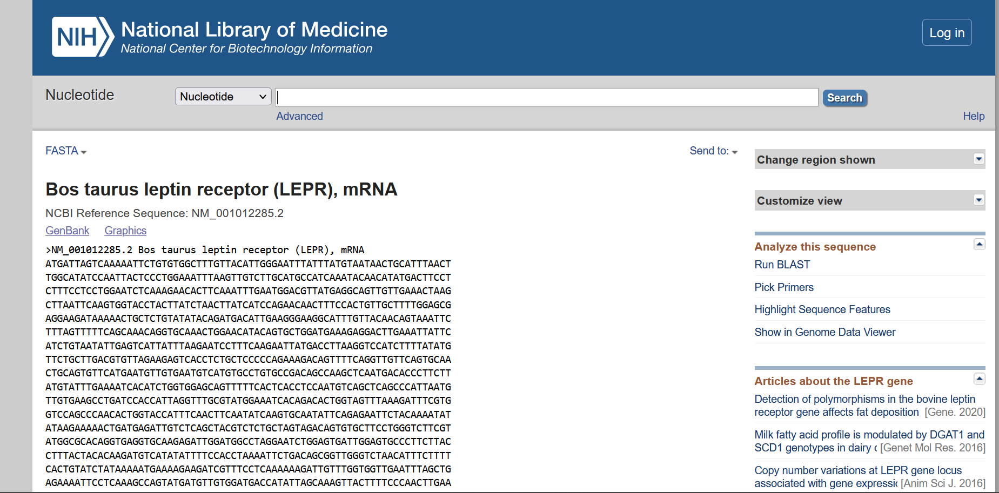 NIH
National Library of Medicine
National Center for Biotechnology Information
Log in
Nucleotide
Nucleotide
Search
Advanced
Help
FASTA
Send to:
Bos taurus leptin receptor (LEPR), mRNA
NCBI Reference Sequence: NM_001012285.2
GenBank Graphics
>NM_001012285.2 Bos taurus leptin receptor (LEPR), mRNA
ATGATTAGTCAAAAATTCTGTGTGGCTTTGTTACATTGGGAATTTATTTATGTAATAACTGCATTTAACT
TGGCATATCCAATTACTCCCTGGAAATTTAAGTTGTCTTGCATGCCATCAAATACAACATATGACTTCCT
CTTTCCTCCTGGAATCTCAAAGAACACTTCAAATTTGAATGGACGTTATGAGGCAGTTGTTGAAACTAAG
CTTAATTCAAGTGGTACCTACTTATCTAACTTATCATCCAGAACAACTTTCCACTGTTGCTTTTGGAGCG
AGGAAGATAAAAACTGCTCTGTATATACAGATGACATTGAAGGGAAGGCATTTGTTACAACAGTAAATTC
TTTAGTTTTTCAGCAAACAGGTGCAAACTGGAACATACAGTGCTGGATGAAAGAGGACTTGAAATTATTC
ATCTGTAATATTGAGTCATTATTTAAGAATCCTTTCAAGAATTATGACCTTAAGGTCCATCTTTTATATG
TTCTGCTTGACGTGTTAGAAGAGTCACCTCTGCTCCCCCAGAAAGACAGTTTTCAGGTTGTTCAGTGCAA
CTGCAGTGTTCATGAATGTTGTGAATGTCATGTGCCTGTGCCGACAGCCAAGCTCAATGACACCCTTCTT
ATGTATTTGAAAATCACATCTGGTGGAGCAGTTTTTCACTCACCTCCAATGTCAGCTCAGCCCATTAATG
TTGTGAAGCCTGATCCACCATTAGGTTTGCGTATGGAAATCACAGACACTGGTAGTTTAAAGATTTCGTG
GTCCAGCCCAACACTGGTACCATTTCAACTTCAATATCAAGTGCAATATTCAGAGAATTCTACAAAATAT
ATAAGAAAAACTGATGAGATTGTCTCAGCTACGTCTCTGCTAGTAGACAGTGTGCTTCCTGGGTCTTCGT
ATGGCGCACAGGTGAGGTGCAAGAGATTGGATGGCCTAGGAATCTGGAGTGATTGGAGTGCCCTTCTTAC
CTTTACTACACAAGATGTCATATATTTTCCACCTAAAATTCTGACAGCGGTTGGGTCTAACATTTCTTTT
CACTGTATCTATAAAAATGAAAAGAAGATCGTTTCCTCAAAAAAGATTGTTTGGTGGTTGAATTTAGCTG
AGAAAATTCCTCAAAGCCAGTATGATGTTGTGGATGACCATATTAGCAAAGTTACTTTTCCCAACTTGAA
Change region shown
Customize view
Analyze this sequence
Run BLAST
Pick Primers
Highlight Sequence Features
Show in Genome Data Viewer
Articles about the LEPR gene
Detection of polymorphisms in the bovine leptin
receptor gene affects fat deposition [Gene. 2020]
Milk fatty acid profile is modulated by DGAT1 and
SCD1 genotypes in dairy [Genet Mol Res. 2016]
Copy number variations at LEPR gene locus
associated with gene expressi [Anim Sci J. 2016]